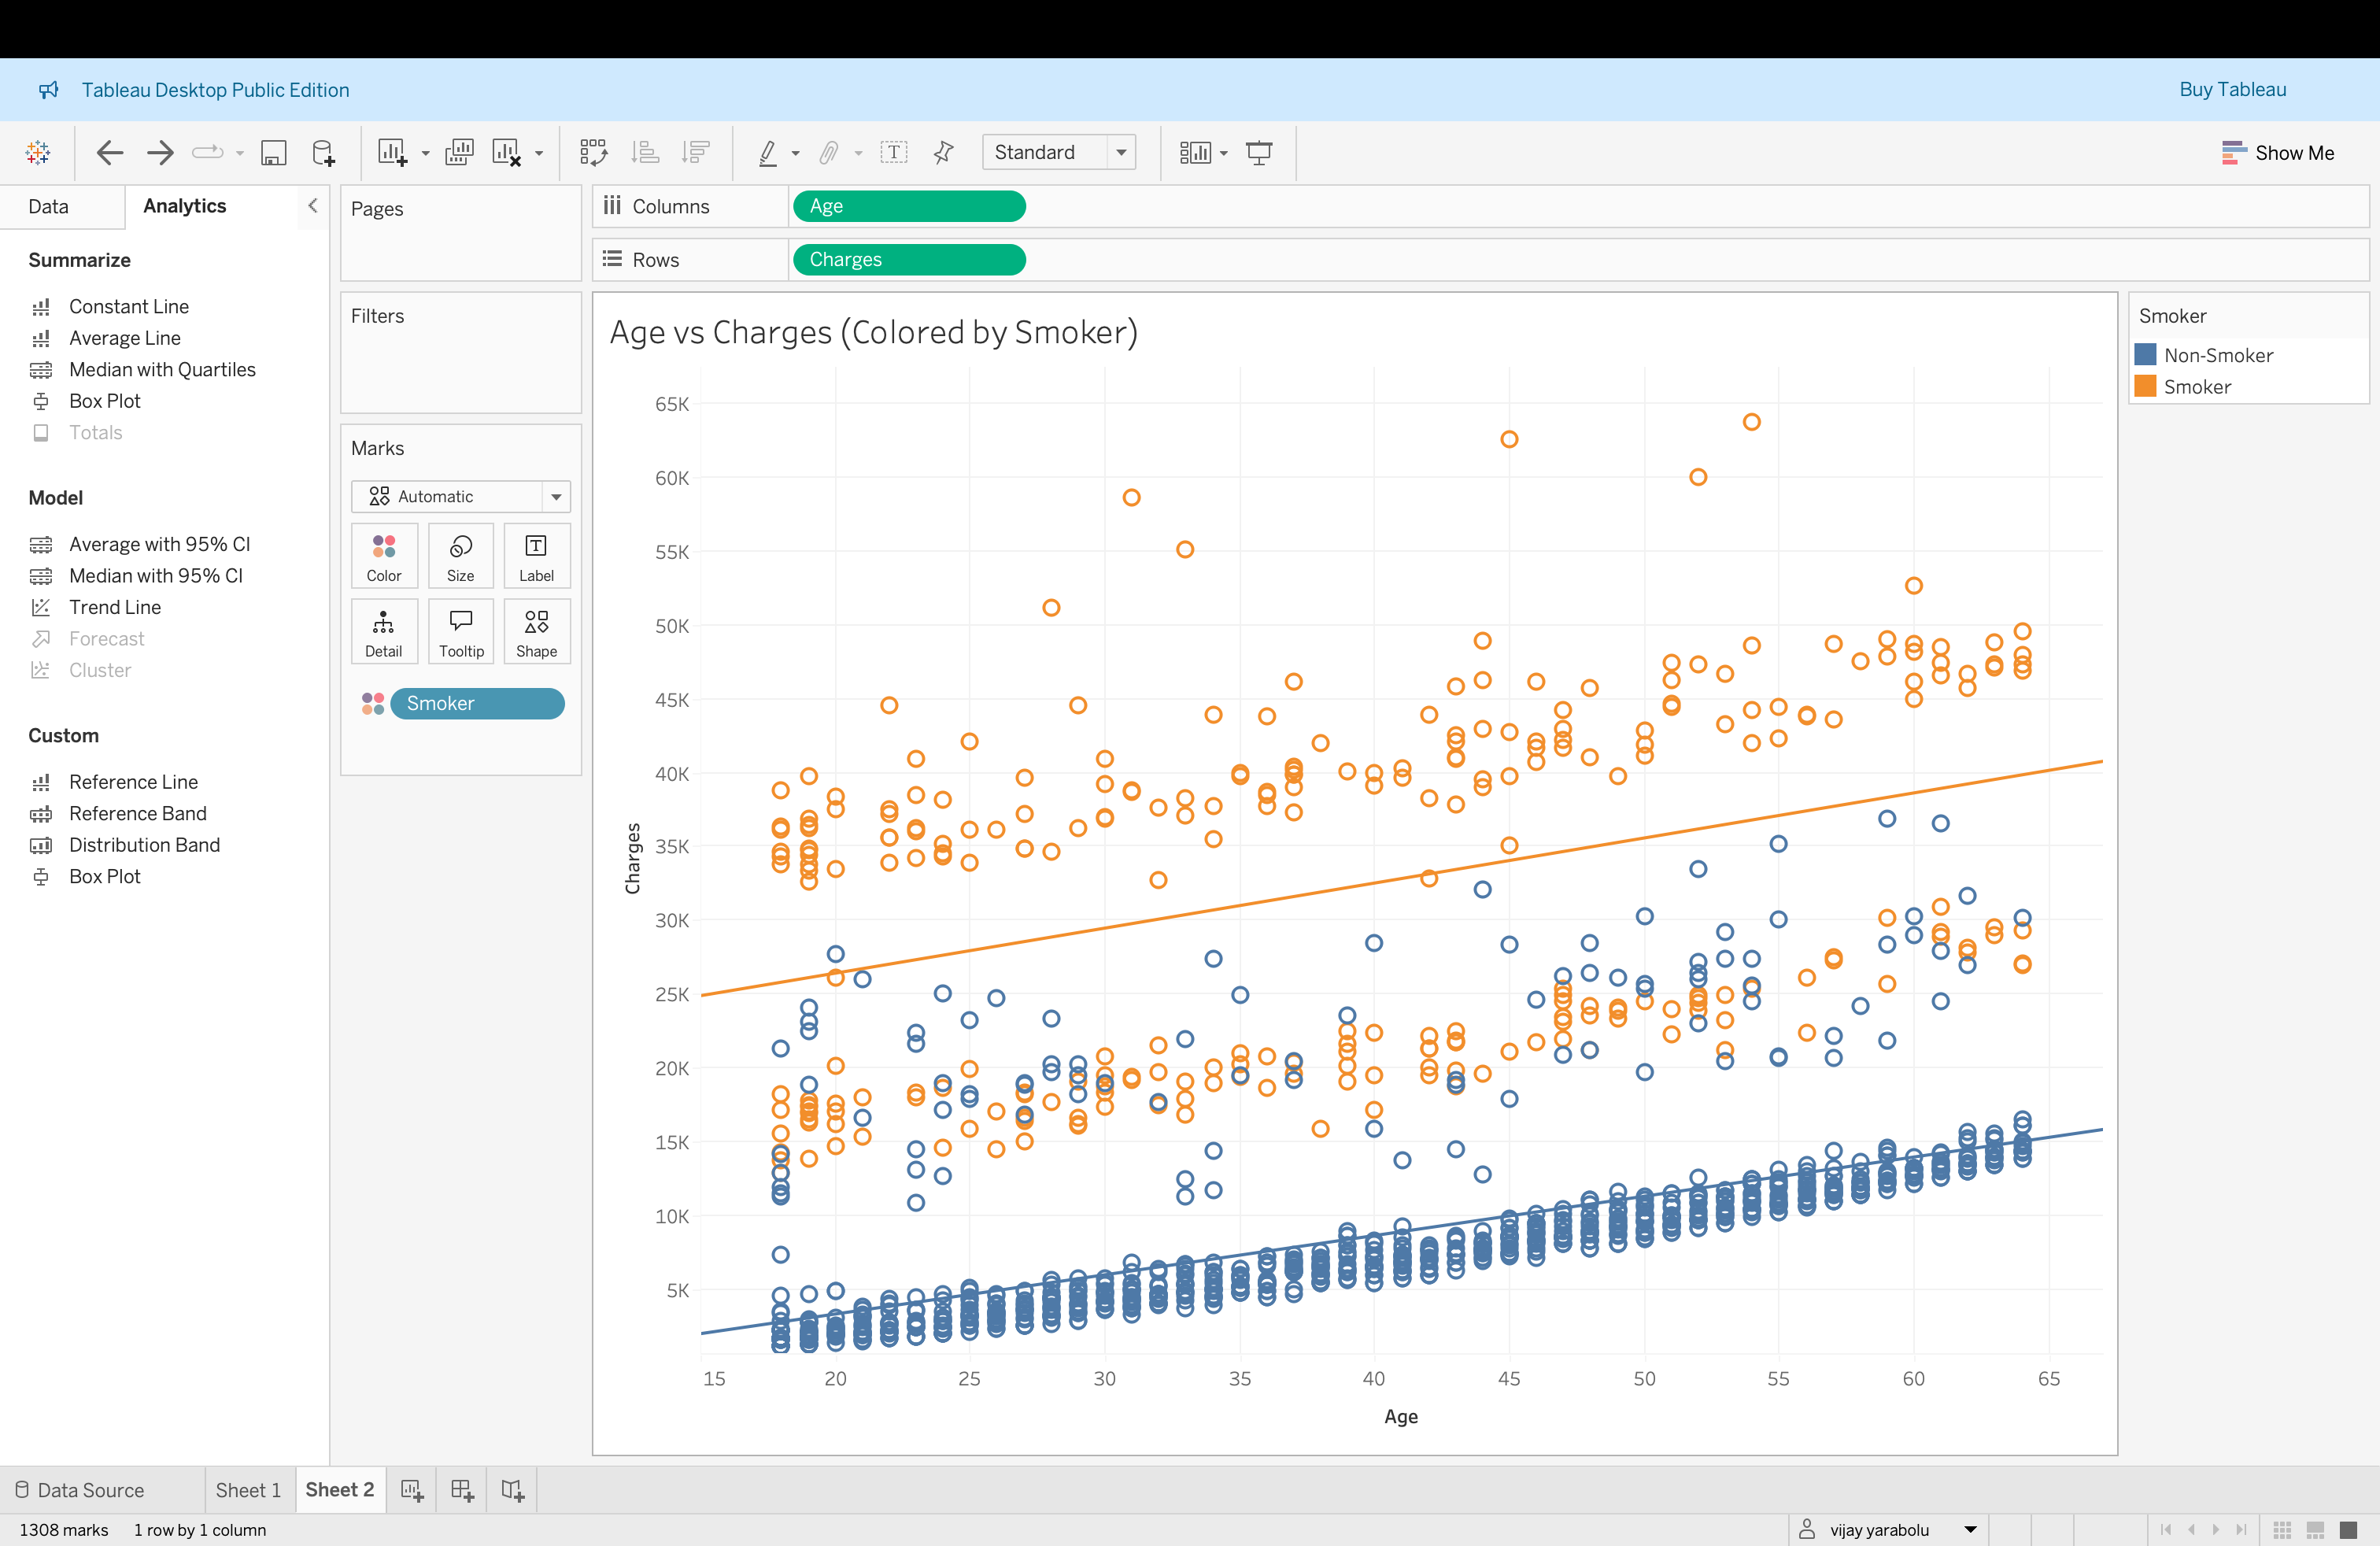 Tableau Desktop Public Edition
Buy Tableau
Standard
Show Me
Data
Analytics
Summarize
Constant Line
Average Line
Median with Quartiles
Box Plot
Totals
Model
Average with 95% CI
Median with 95% CI
Trend Line
Forecast
Cluster
Custom
Reference Line
Reference Band
Distribution Band
Box Plot
Pages
Filters
Marks
Automatic
Color
Size
Label
Detail
Tooltip
Shape
Smoker
Columns
Age
Rows
Charges
Age vs Charges (Colored by Smoker)
65K
60K
55K
50K
45K
40K
35K
30K
25K
20K
15K
10K
5K
Charges
15 20 25 30 35 40 45 50 55 60 65
Age
Smoker
Non-Smoker
Smoker
Data Source
Sheet 1
Sheet 2
1308 marks
1 row by 1 column
vijay yarabolu